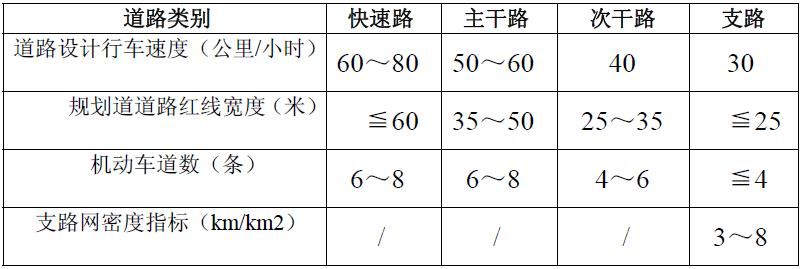 道路类别 快速路 主干路 次干路 支路
道路设计行车速度（公里/小时） 60～80 50～60 40 30
规划道道路红线宽度（米） ≦60 35～50 25～35 ≦25
机动车道数（条） 6～8 6～8 4～6 ≦4
支路网密度指标（km/km2） / / / 3～8